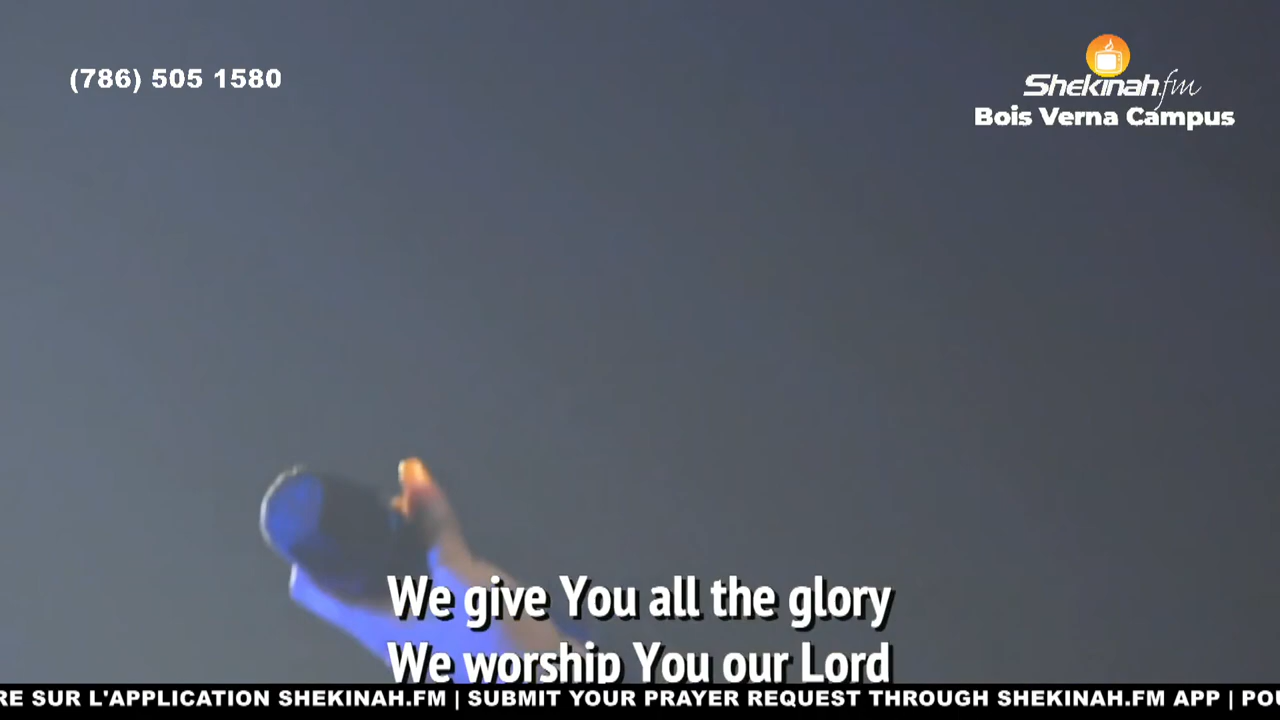 (786) 505 1580
Shekinah.fm
Bois Verna Campus
We give You all the glory
We worship You our Lord
RE SUR L'APPLICATION SHEKINAH.FM | SUBMIT YOUR PRAYER REQUEST THROUGH SHEKINAH.FM APP |